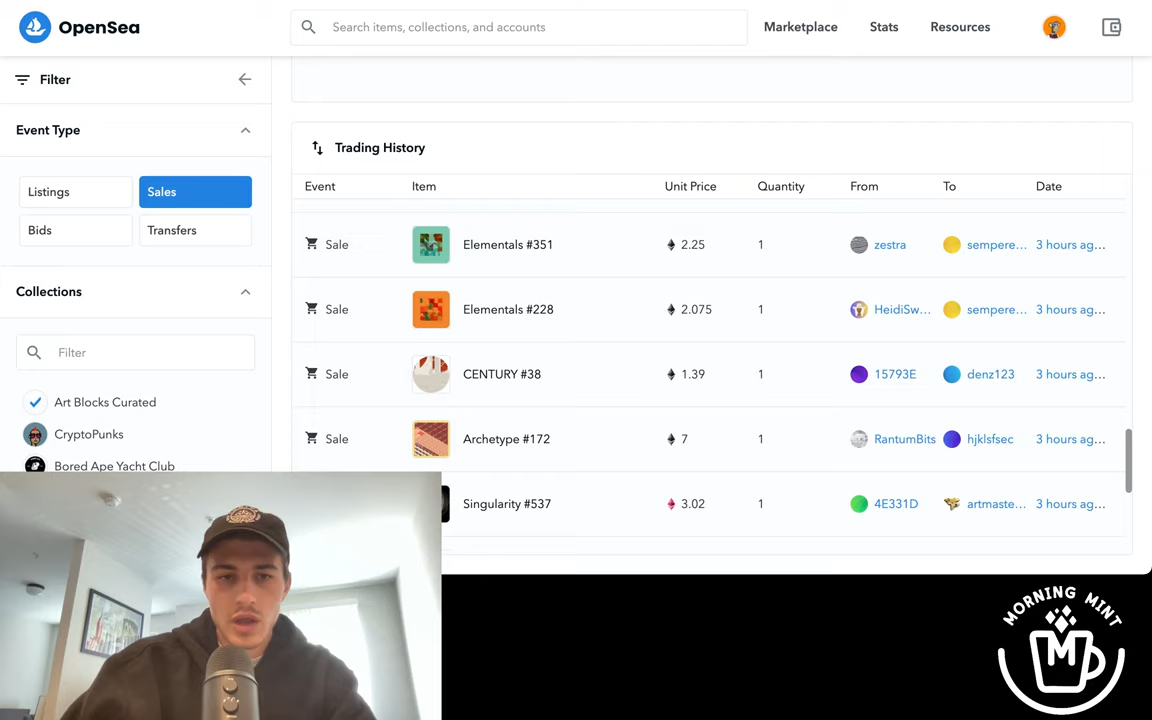 OpenSea
Search items, collections, and accounts
Marketplace
Stats
Resources
Filter
Event Type
Listings
Sales
Bids
Transfers
Collections
Filter
Art Blocks Curated
CryptoPunks
Bored Ape Yacht Club
Trading History
Event Item Unit Price Quantity From To Date
Sale Elementals #351 2.25 1 zestra sempere... 3 hours ag...
Sale Elementals #228 2.075 1 HeidiSw... sempere... 3 hours ag...
Sale CENTURY #38 1.39 1 15793E denz123 3 hours ag...
Sale Archetype #172 7 1 RantumBits hjklsfsec 3 hours ag...
Singularity #537 3.02 1 4E331D artmaste... 3 hours ag...
MORNING MINT
M